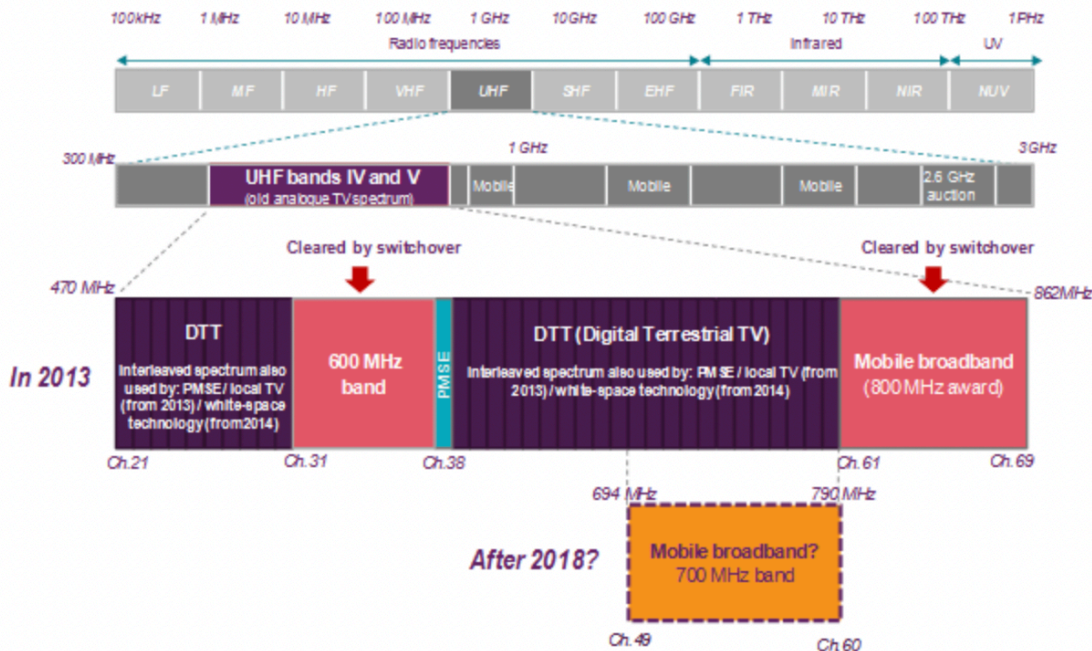 100kHz 1 MHz 10 MHz 100 MHz 1 GHz 10GHz 100 GHz 1 THz 10 THz 100 THz 1PHz
Radio frequencies Infrared UV
LF MF HF VHF UHF SHF EHF FIR MIR NIR NUV
300 MHz 1 GHz 3GHz
UHF bands IV and V
(old analogue TV spectrum)
Mobile Mobile Mobile
2.6 GHz
auction
Cleared by switchover Cleared by switchover
470 MHz 862MHz
In 2013
DTT
Interleaved spectrum also
used by: PMSE / local TV
(from 2013) / white-space
technology (from 2014)
600 MHz
band
PMSE
DTT (Digital Terrestrial TV)
Interleaved spectrum also used by: PMSE / local TV (from
2013) / white-space technology (from 2014)
Mobile broadband
(800 MHz award)
Ch.21 Ch.31 Ch.38 Ch.61 Ch.69
694 MHz 790 MHz
After 2018?
Mobile broadband?
700 MHz band
Ch.49 Ch.60